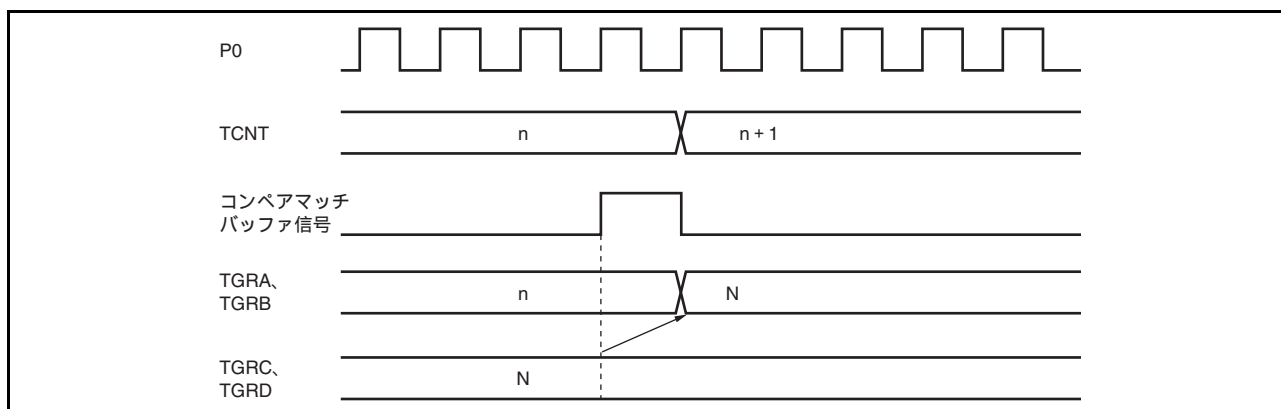 P0
TCNT
n
n + 1
コンペアマッチ
バッファ信号
TGRA、
TGRB
n
N
TGRC、
TGRD
N